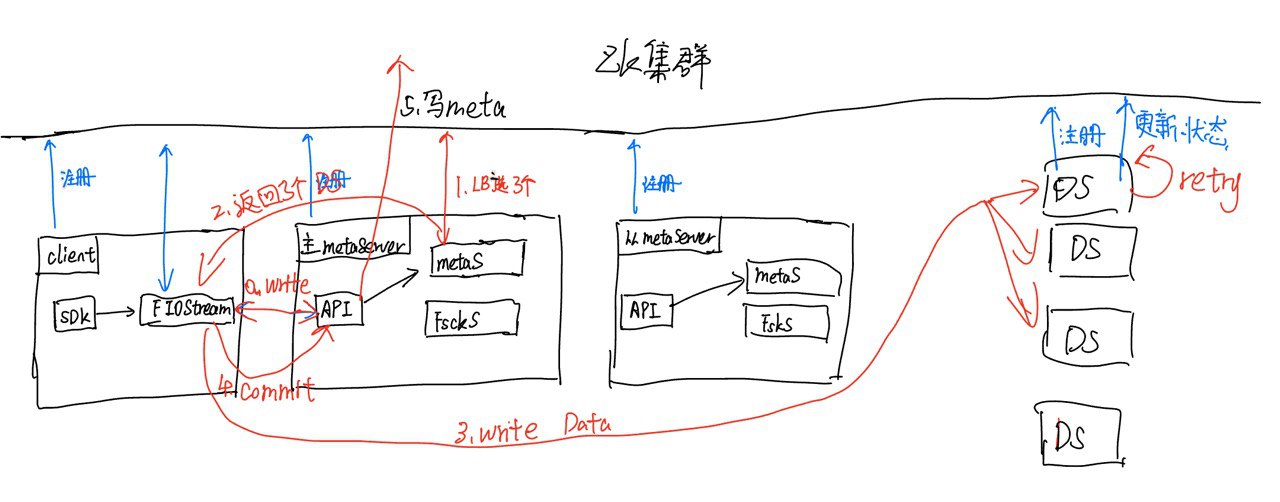 Zk集群
5.写meta
注册
注册
1.LB选3个
注册
注册
更新状态
2.返回3个DS
retry
client
SDK
FIOStream
0.write
主metaServer
metaS
API
FsckS
从metaServer
metaS
API
FskS
DS
DS
DS
DS
4.commit
3.write Data